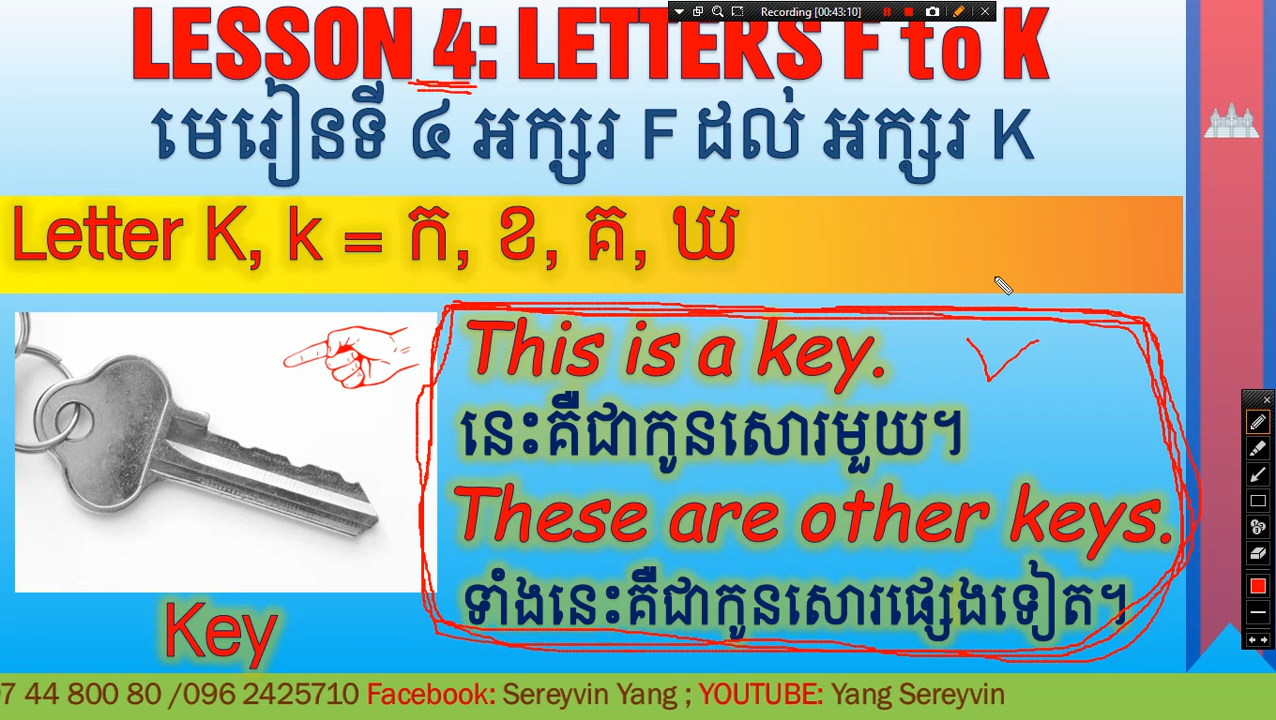 Recording [00:43:10]
LESSON 4: LETTERS F to K
មេរៀនទី ៤ អក្សរ F ដល់ អក្សរ K
Letter K, k = ក, ខ, គ, ឃ
This is a key.
នេះគឺជាកូនសោរមួយ។
These are other keys.
ទាំងនេះគឺជាកូនសោរផ្សេងទៀត។
Key
7 44 800 80 /096 2425710 Facebook: Sereyvin Yang ; YOUTUBE: Yang Sereyvin